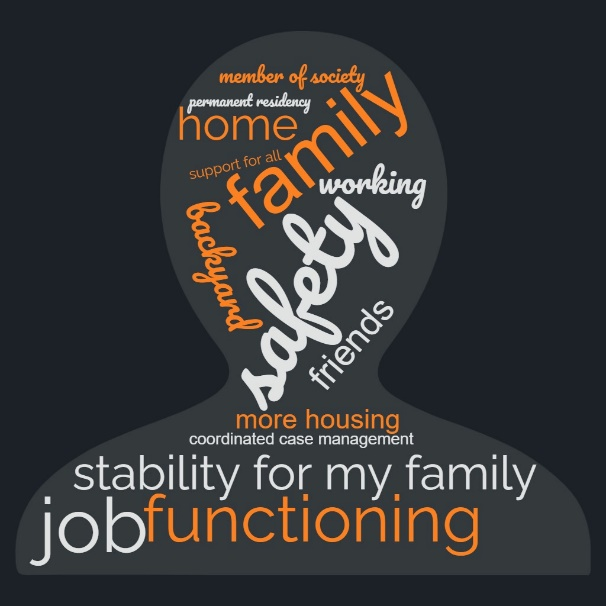 member of society
permanent residency
home
family
support for all
working
backyard
safety
friends
more housing
coordinated case management
stability for my family
job
functioning